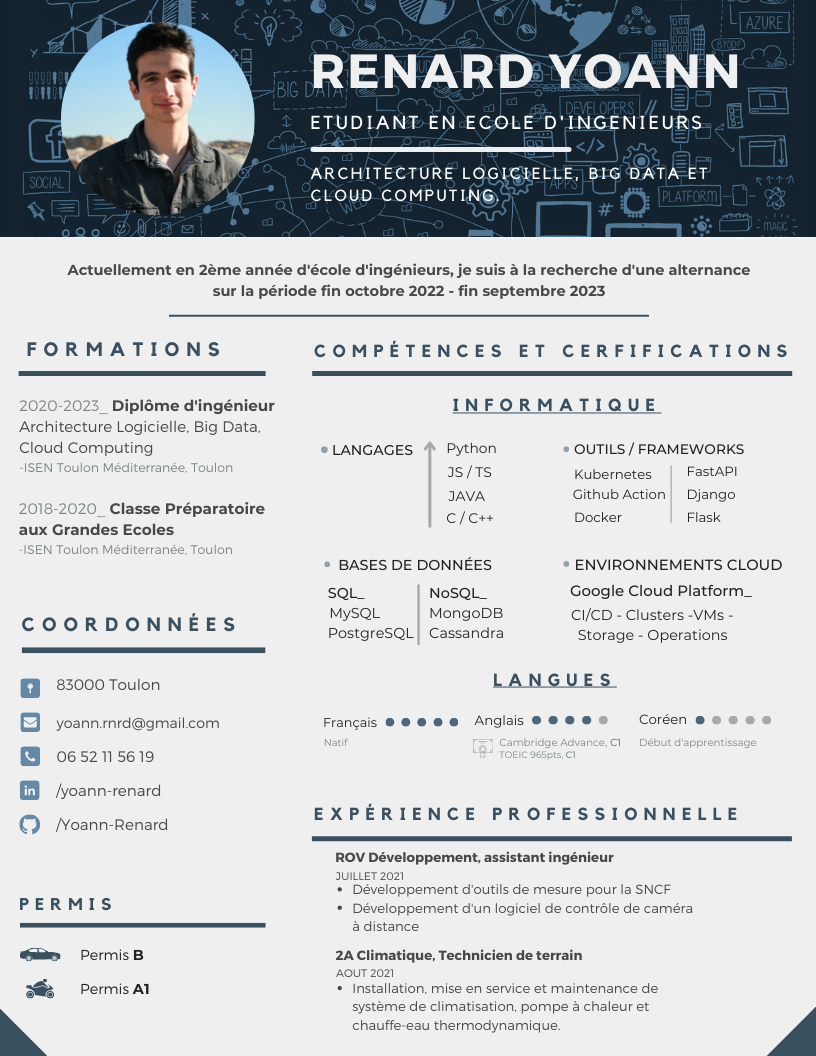 RENARD YOANN
ETUDIANT EN ECOLE D'INGENIEURS
ARCHITECTURE LOGICIELLE, BIG DATA ET
CLOUD COMPUTING.
BIG DATA
DEVELOPERS
AZURE
BYOD?
SOCIAL
APPS
WEB
PLATFORM
MAGIC
Actuellement en 2ème année d'école d'ingénieurs, je suis à la recherche d'une alternance
sur la période fin octobre 2022 - fin septembre 2023
FORMATIONS
2020-2023_ Diplôme d'ingénieur
Architecture Logicielle, Big Data,
Cloud Computing
-ISEN Toulon Méditerranée, Toulon
2018-2020_ Classe Préparatoire
aux Grandes Ecoles
-ISEN Toulon Méditerranée, Toulon
COORDONNÉES
83000 Toulon
yoann.rnrd@gmail.com
06 52 11 56 19
/yoann-renard
/Yoann-Renard
PERMIS
Permis B
Permis A1
COMPÉTENCES ET CERFIFICATIONS
INFORMATIQUE
LANGAGES
Python
JS / TS
JAVA
C / C++
OUTILS / FRAMEWORKS
Kubernetes
Github Action
Docker
FastAPI
Django
Flask
BASES DE DONNÉES
SQL_
MySQL
PostgreSQL
NoSQL_
MongoDB
Cassandra
ENVIRONNEMENTS CLOUD
Google Cloud Platform_
CI/CD - Clusters -VMs -
Storage - Operations
LANGUES
Français
Natif
Anglais
Cambridge Advance, C1
TOEIC 965pts, C1
Coréen
Début d'apprentissage
EXPÉRIENCE PROFESSIONNELLE
ROV Développement, assistant ingénieur
JUILLET 2021
• Développement d'outils de mesure pour la SNCF
• Développement d'un logiciel de contrôle de caméra
à distance
2A Climatique, Technicien de terrain
AOUT 2021
• Installation, mise en service et maintenance de
système de climatisation, pompe à chaleur et
chauffe-eau thermodynamique.